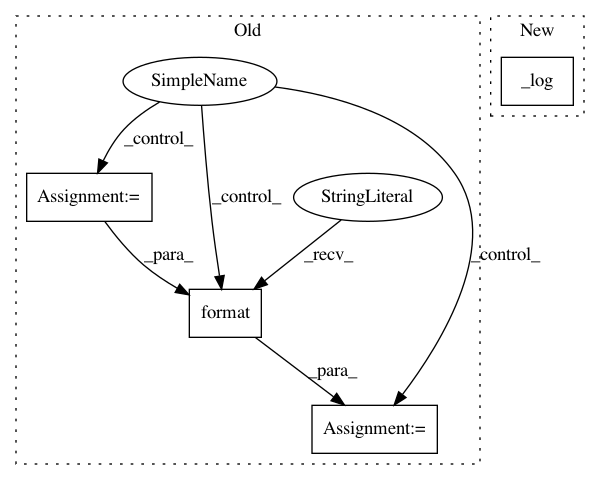 Old
New
SimpleName
_log
_control_
Assignment:=
_control_
StringLiteral
_control_
_para_
_recv_
format
_para_
Assignment:=